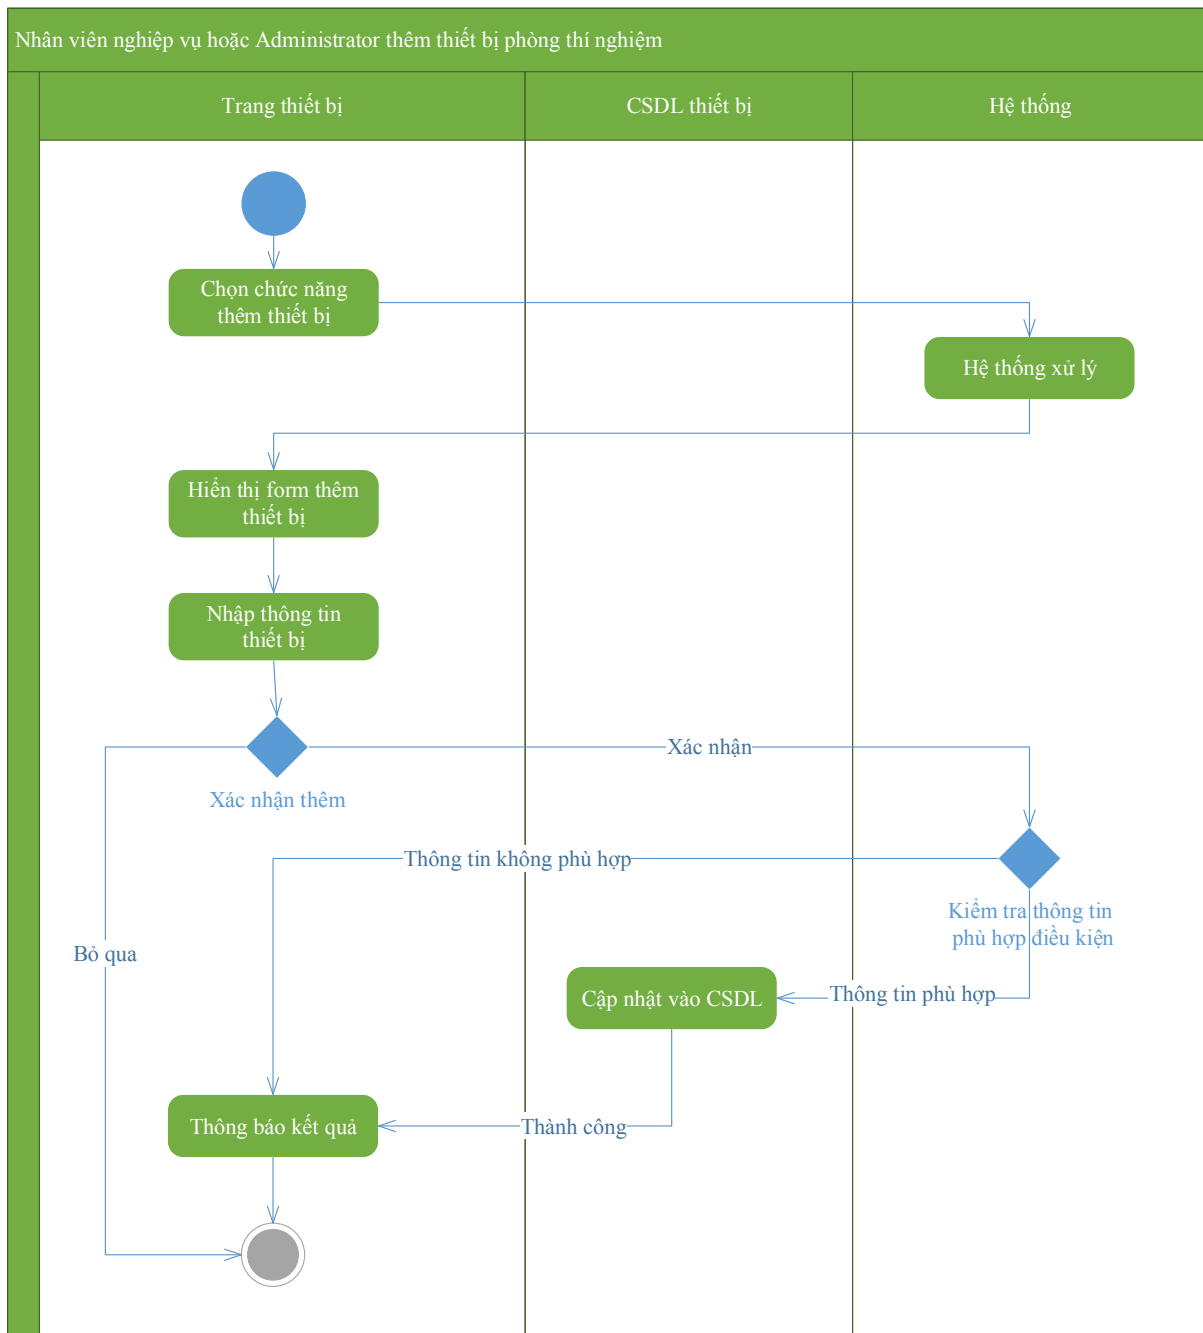 Nhân viên nghiệp vụ hoặc Administrator thêm thiết bị phòng thí nghiệm
Trang thiết bị
CSDL thiết bị
Hệ thống
Chọn chức năng
thêm thiết bị
Hệ thống xử lý
Hiển thị form thêm
thiết bị
Nhập thông tin
thiết bị
Xác nhận
Xác nhận thêm
Thông tin không phù hợp
Kiểm tra thông tin
phù hợp điều kiện
Bỏ qua
Cập nhật vào CSDL
Thông tin phù hợp
Thông báo kết quả
Thành công